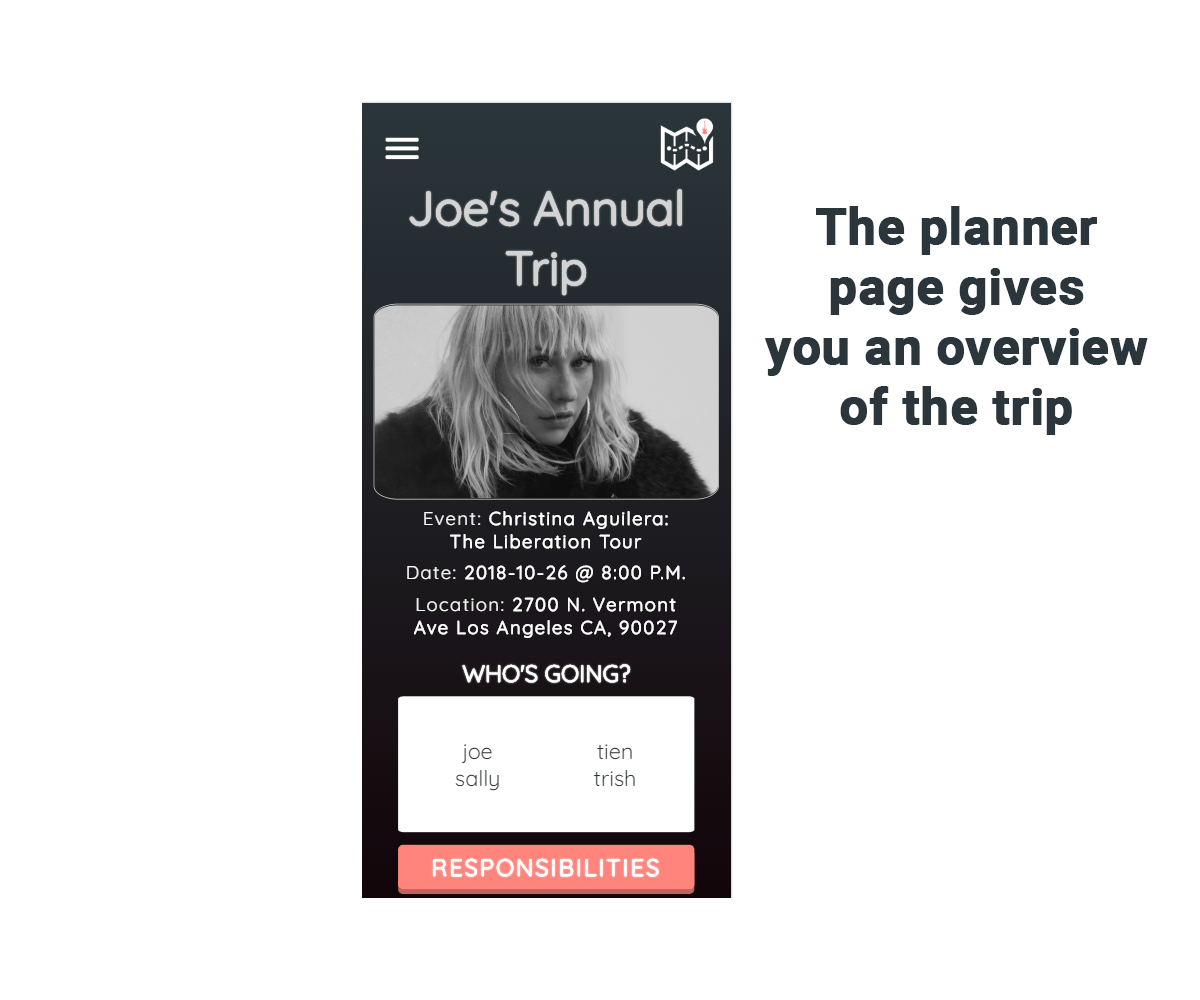 Joe's Annual
Trip
Event: Christina Aguilera:
The Liberation Tour
Date: 2018-10-26 @ 8:00 P.M.
Location: 2700 N. Vermont
Ave Los Angeles CA, 90027
WHO'S GOING?
joe tien
sally trish
RESPONSIBILITIES
The planner
page gives
you an overview
of the trip